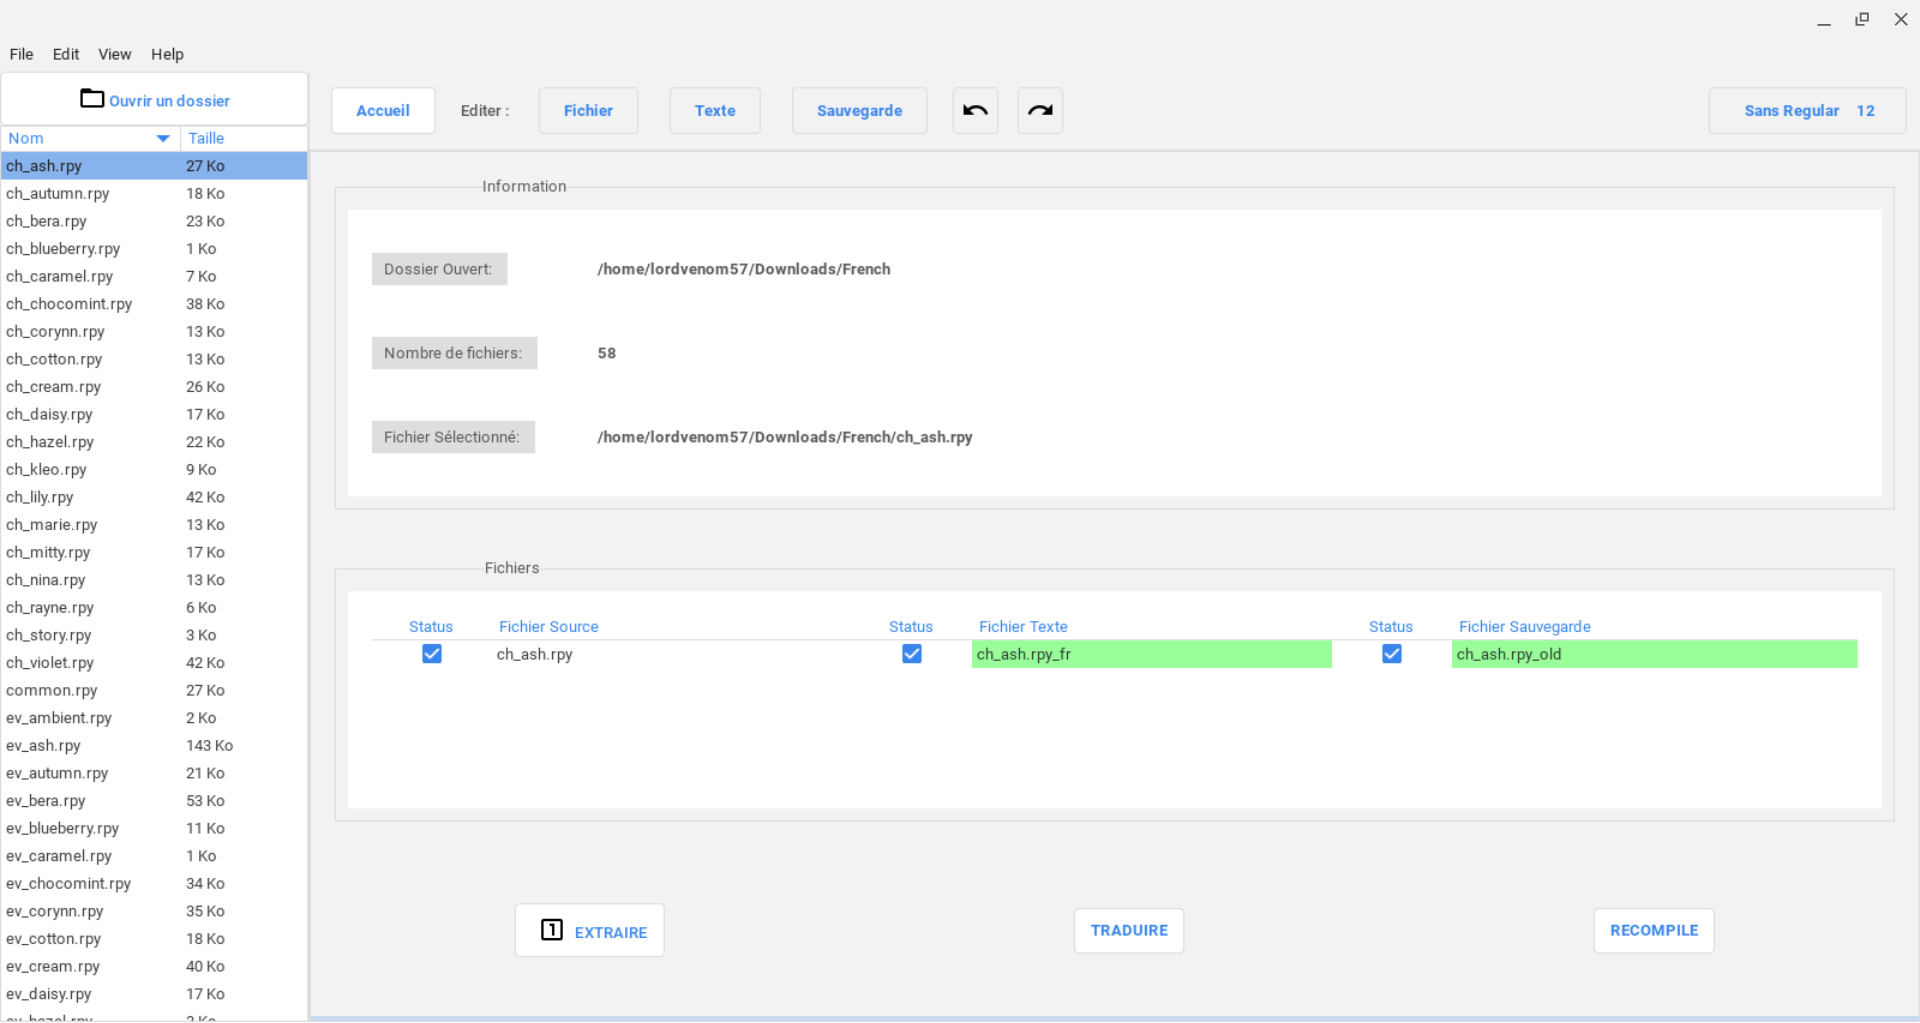 File Edit View Help
Ouvrir un dossier
Accueil Editer : Fichier Texte Sauvegarde Sans Regular 12
Nom Taille
ch_ash.rpy 27 Ko
ch_autumn.rpy 18 Ko
ch_bera.rpy 23 Ko
ch_blueberry.rpy 1 Ko
ch_caramel.rpy 7 Ko
ch_chocomint.rpy 38 Ko
ch_corynn.rpy 13 Ko
ch_cotton.rpy 13 Ko
ch_cream.rpy 26 Ko
ch_daisy.rpy 17 Ko
ch_hazel.rpy 22 Ko
ch_kleo.rpy 9 Ko
ch_lily.rpy 42 Ko
ch_marie.rpy 13 Ko
ch_mitty.rpy 17 Ko
ch_nina.rpy 13 Ko
ch_rayne.rpy 6 Ko
ch_story.rpy 3 Ko
ch_violet.rpy 42 Ko
common.rpy 27 Ko
ev_ambient.rpy 2 Ko
ev_ash.rpy 143 Ko
ev_autumn.rpy 21 Ko
ev_bera.rpy 53 Ko
ev_blueberry.rpy 11 Ko
ev_caramel.rpy 1 Ko
ev_chocomint.rpy 34 Ko
ev_corynn.rpy 35 Ko
ev_cotton.rpy 18 Ko
ev_cream.rpy 40 Ko
ev_daisy.rpy 17 Ko
Information
Dossier Ouvert: /home/lordvenom57/Downloads/French
Nombre de fichiers: 58
Fichier Sélectionné: /home/lordvenom57/Downloads/French/ch_ash.rpy
Fichiers
Status Fichier Source Status Fichier Texte Status Fichier Sauvegarde
ch_ash.rpy ch_ash.rpy_fr ch_ash.rpy_old
1 EXTRAIRE TRADUIRE RECOMPILE